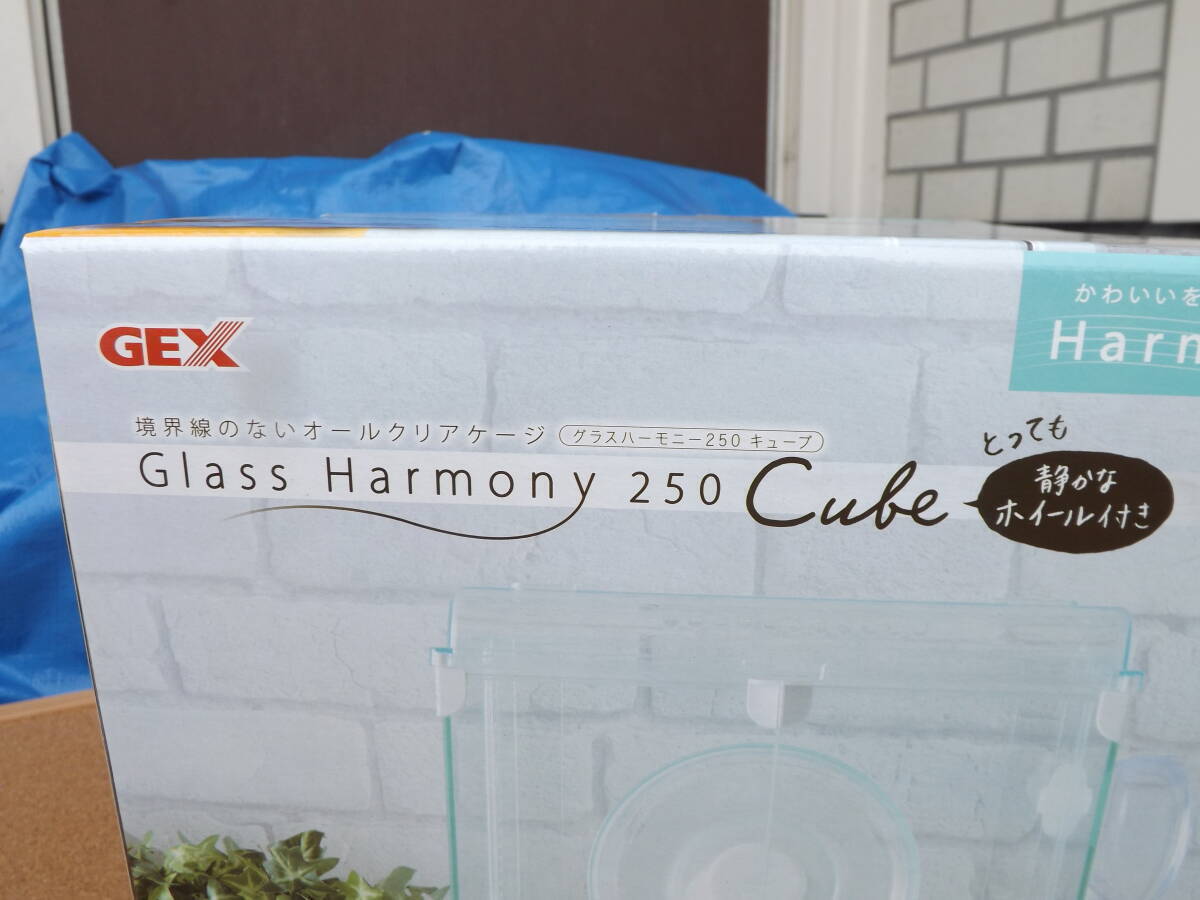 かわいいを
Harm
GEX
境界線のないオールクリアケージ グラスハーモニー250 キューブ
Glass Harmony 250 Cube
とっても
静かな
ホイール付き